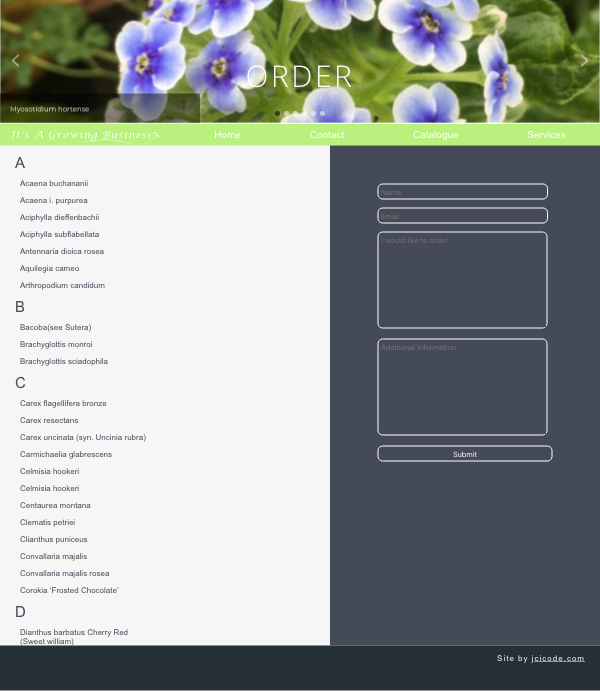 ORDER
Myosotidium hortense
It's A Growing Business
Home
Contact
Catalogue
Services
A
Acaena buchananii
Acaena i. purpurea
Aciphylla dieffenbachii
Aciphylla subflabellata
Antennaria dioica rosea
Aquilegia cameo
Arthropodium candidum
B
Bacoba(see Sutera)
Brachyglottis monroi
Brachyglottis sciadophila
C
Carex flagellifera bronze
Carex resectans
Carex uncinata (syn. Uncinia rubra)
Carmichaelia glabrescens
Celmisia hookeri
Celmisia hookeri
Centaurea montana
Clematis petriei
Clianthus puniceus
Convallaria majalis
Convallaria majalis rosea
Corokia 'Frosted Chocolate'
D
Dianthus barbatus Cherry Red
(Sweet william)
Name
Email
I would like to order:
Additional information
Submit
Site by jcicode.com